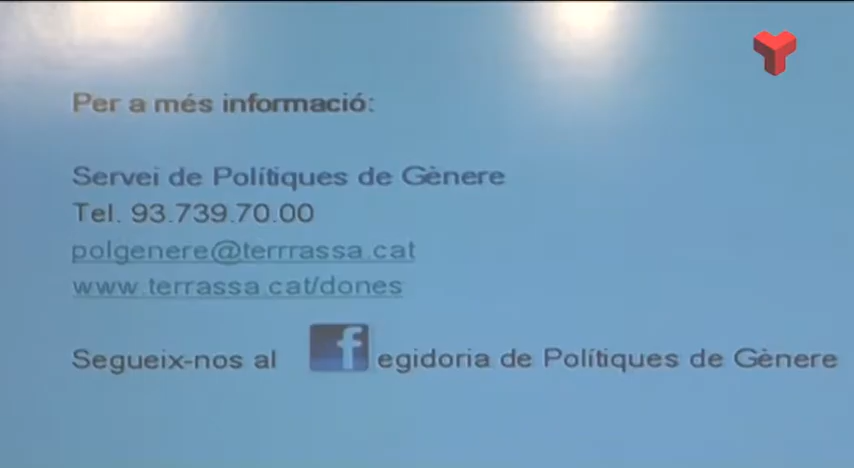 Per a més informació:
Servei de Polítiques de Gènere
Tel. 93.739.70.00
polgenere@terrrassa.cat
www.terrassa.cat/dones
Segueix-nos al f egidoria de Polítiques de Gènere